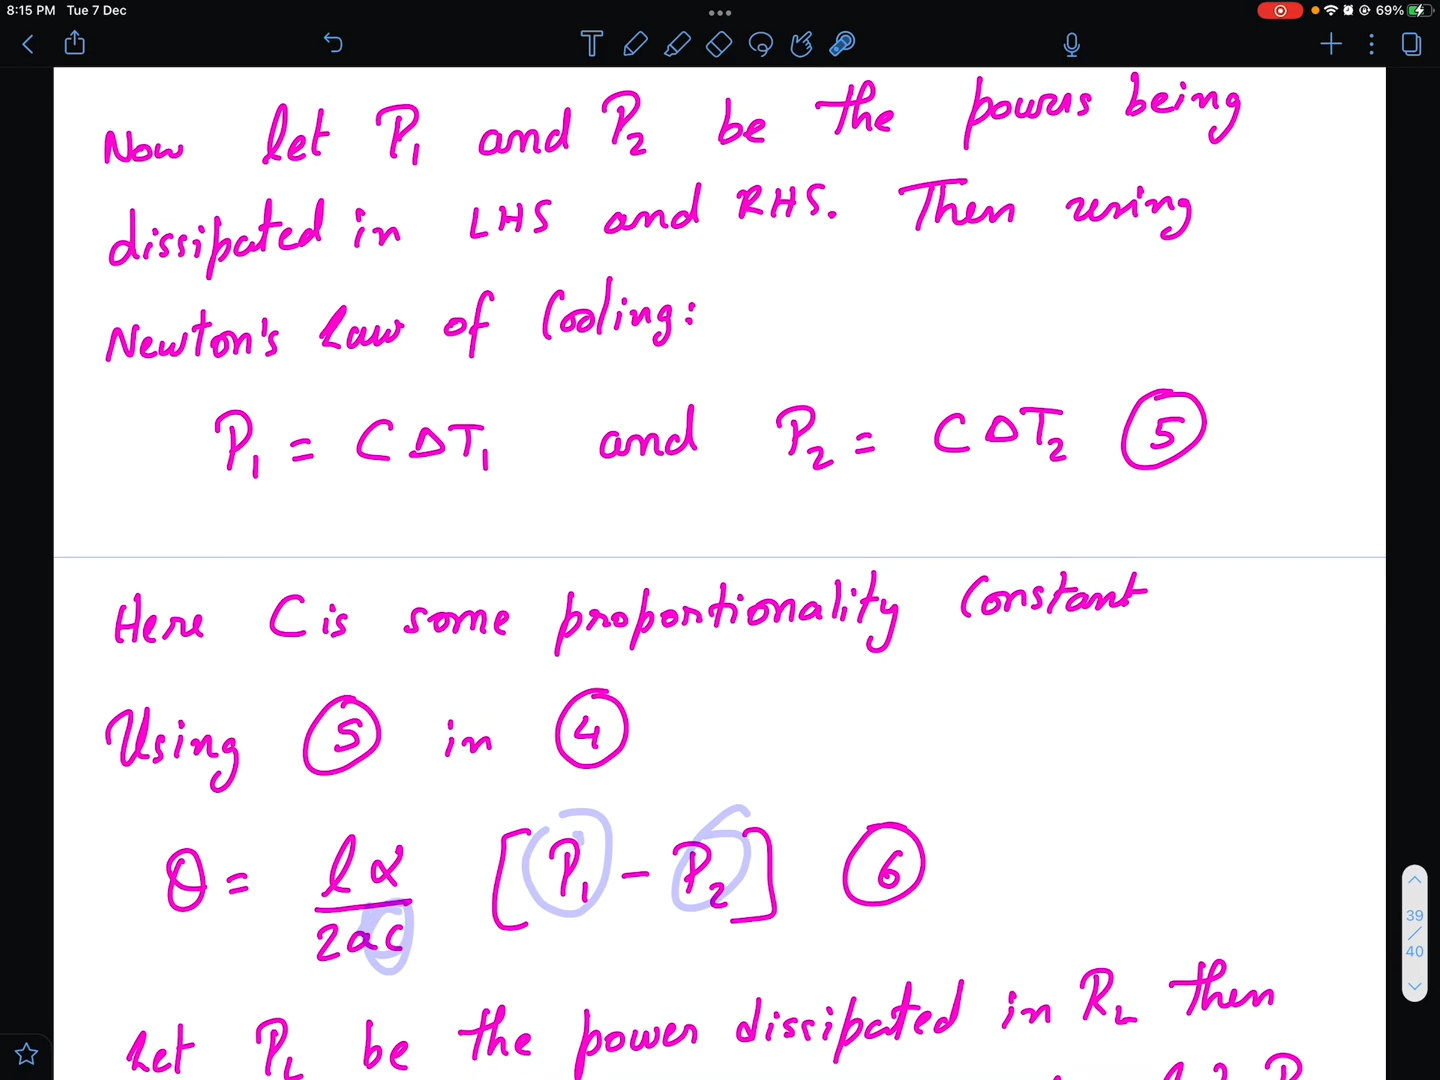 8:15 PM Tue 7 Dec
69%
Now let P₁ and P₂ be the powers being
dissipated in LHS and RHS. Then using
Newton's Law of Cooling:
P₁ = CΔT₁ and P₂ = CΔT₂ ⑤
Here C is some proportionality Constant
Using ⑤ in ④
θ = lα / 2ac [P₁ - P₂] ⑥
Let P_L be the power dissipated in R_L then
39
/
40